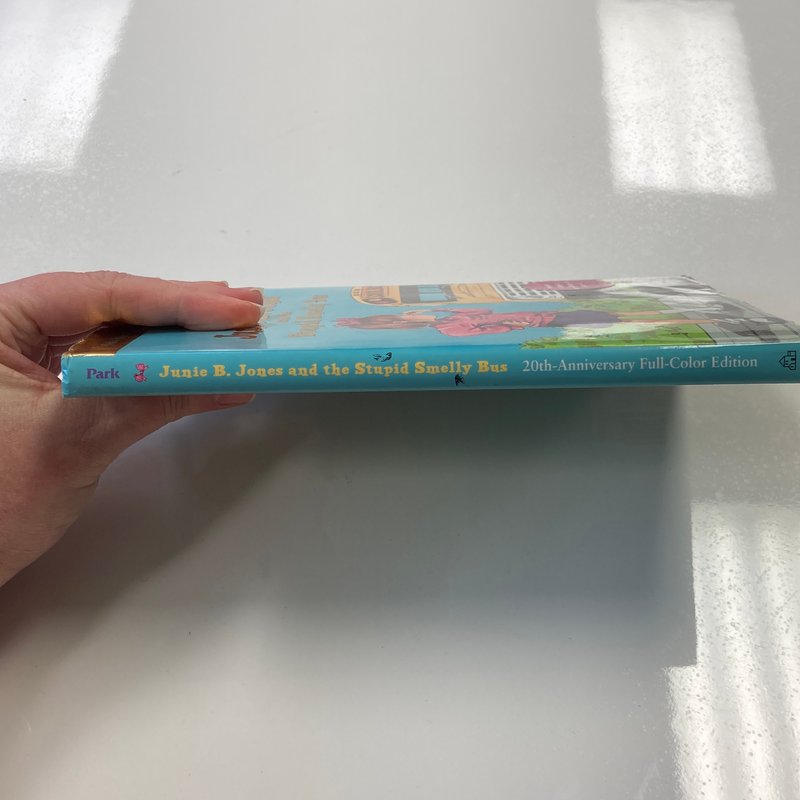 Park Junie B. Jones and the Stupid Smelly Bus 20th-Anniversary Full-Color Edition